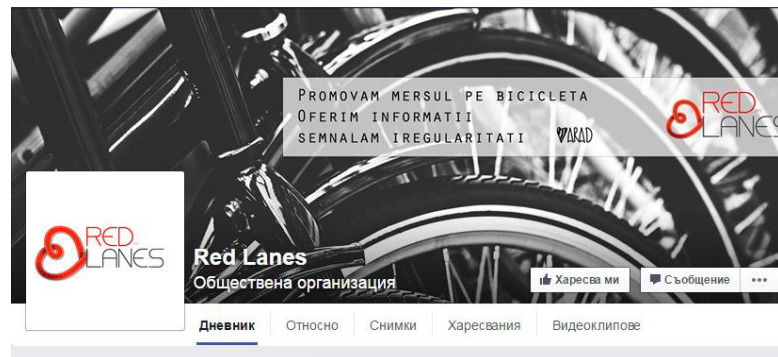 PROMOVAM MERSUL PE BICICLETA
OFERIM INFORMATII
SEMNALAM IREGULARITATI
ARAD
RED
LANES
RED
LANES
Red Lanes
Обществена организация
Харесва ми
Съобщение
Дневник Относно Снимки Харесвания Видеоклипове